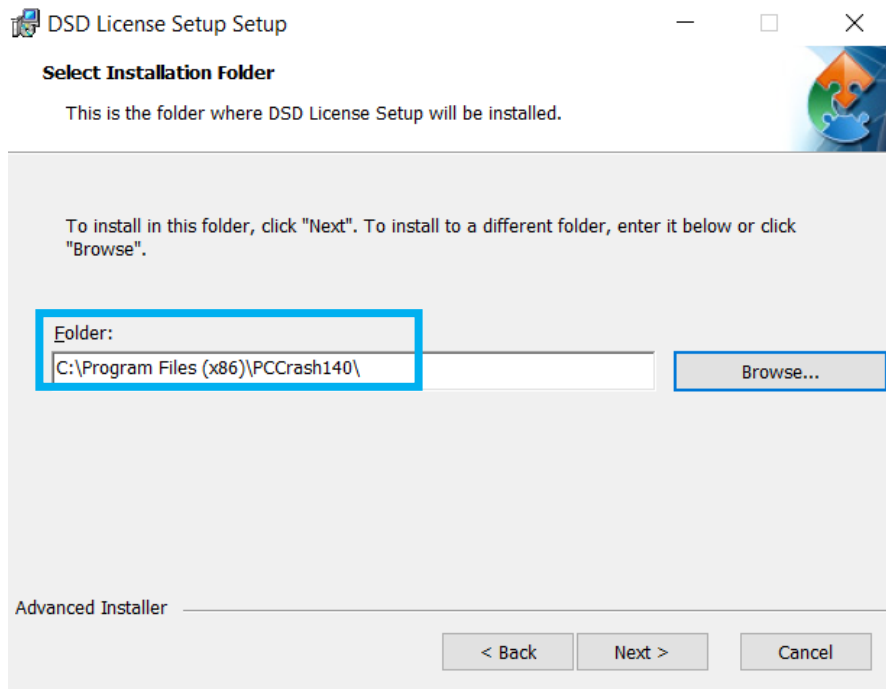 DSD License Setup Setup
Select Installation Folder
This is the folder where DSD License Setup will be installed.
To install in this folder, click "Next". To install to a different folder, enter it below or click
"Browse".
Folder:
C:\Program Files (x86)\PCCrash140\
Browse...
Advanced Installer
< Back
Next >
Cancel